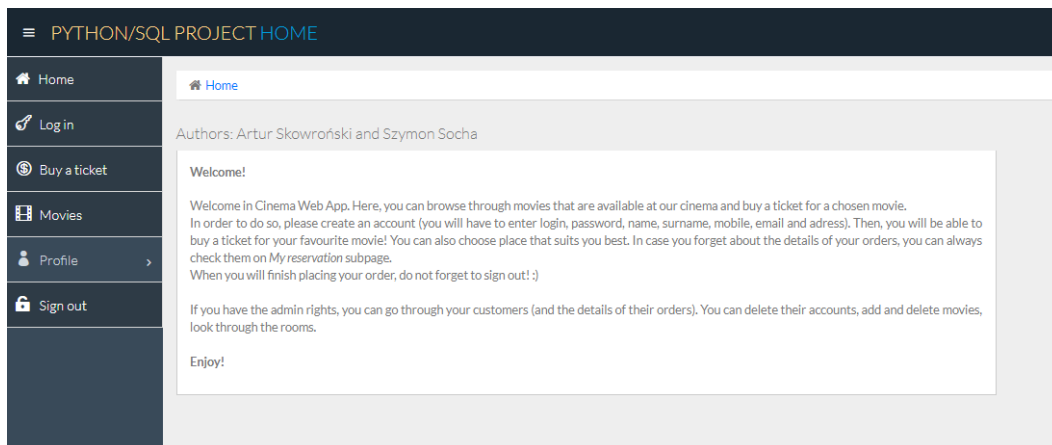 PYTHON/SQL PROJECT HOME
Home
Log in
Buy a ticket
Movies
Profile
Sign out
Home
Authors: Artur Skowroński and Szymon Socha
Welcome!
Welcome in Cinema Web App. Here, you can browse through movies that are available at our cinema and buy a ticket for a chosen movie.
In order to do so, please create an account (you will have to enter login, password, name, surname, mobile, email and adress). Then, you will be able to
buy a ticket for your favourite movie! You can also choose place that suits you best. In case you forget about the details of your orders, you can always
check them on My reservation subpage.
When you will finish placing your order, do not forget to sign out! :)
If you have the admin rights, you can go through your customers (and the details of their orders). You can delete their accounts, add and delete movies,
look through the rooms.
Enjoy!